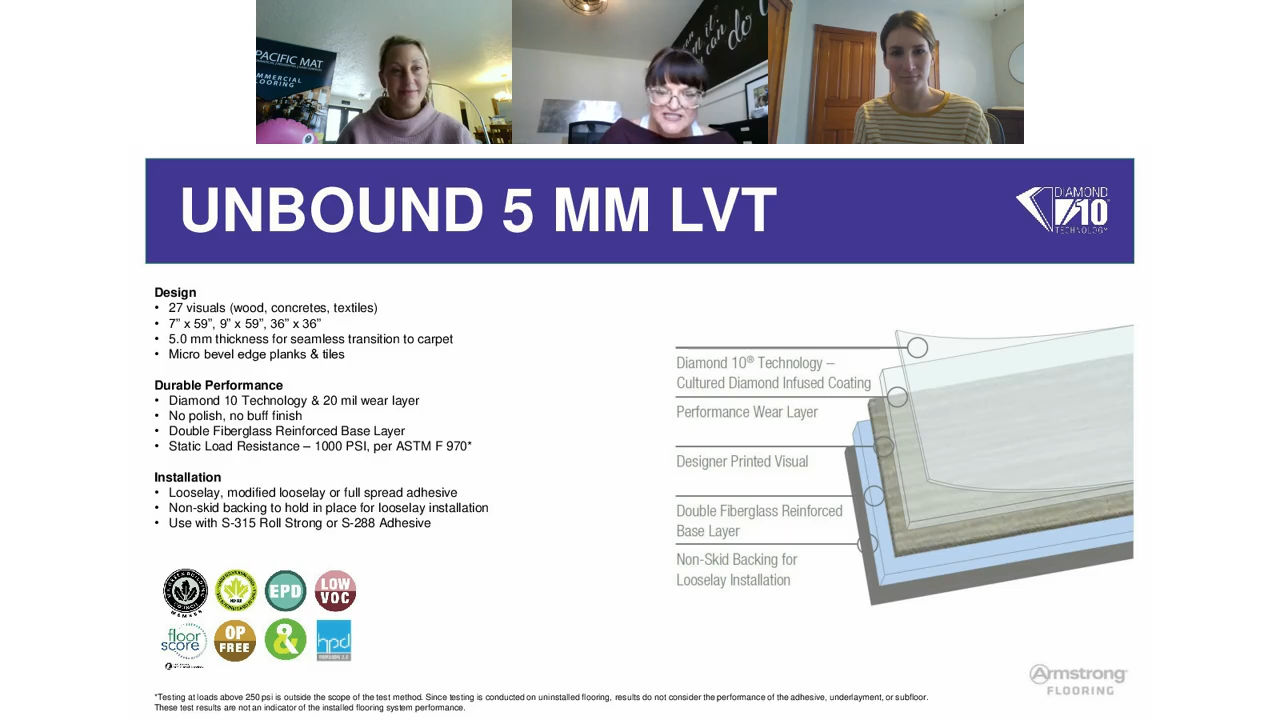 PACIFIC MAT
COMMERCIAL
FLOORING
it.
can
do
UNBOUND 5 MM LVT
DIAMOND
10
TECHNOLOGY
Design
• 27 visuals (wood, concretes, textiles)
• 7” x 59”, 9” x 59”, 36” x 36”
• 5.0 mm thickness for seamless transition to carpet
• Micro bevel edge planks & tiles
Durable Performance
• Diamond 10 Technology & 20 mil wear layer
• No polish, no buff finish
• Double Fiberglass Reinforced Base Layer
• Static Load Resistance – 1000 PSI, per ASTM F 970*
Installation
• Looselay, modified looselay or full spread adhesive
• Non-skid backing to hold in place for looselay installation
• Use with S-315 Roll Strong or S-288 Adhesive
Diamond 10® Technology –
Cultured Diamond Infused Coating
Performance Wear Layer
Designer Printed Visual
Double Fiberglass Reinforced
Base Layer
Non-Skid Backing for
Looselay Installation
EPD
LOW
VOC
floor
score
OP
FREE
&
hpd
Armstrong
FLOORING
*Testing at loads above 250 psi is outside the scope of the test method. Since testing is conducted on uninstalled flooring, results do not consider the performance of the adhesive, underlayment, or subfloor.
These test results are not an indicator of the installed flooring system performance.